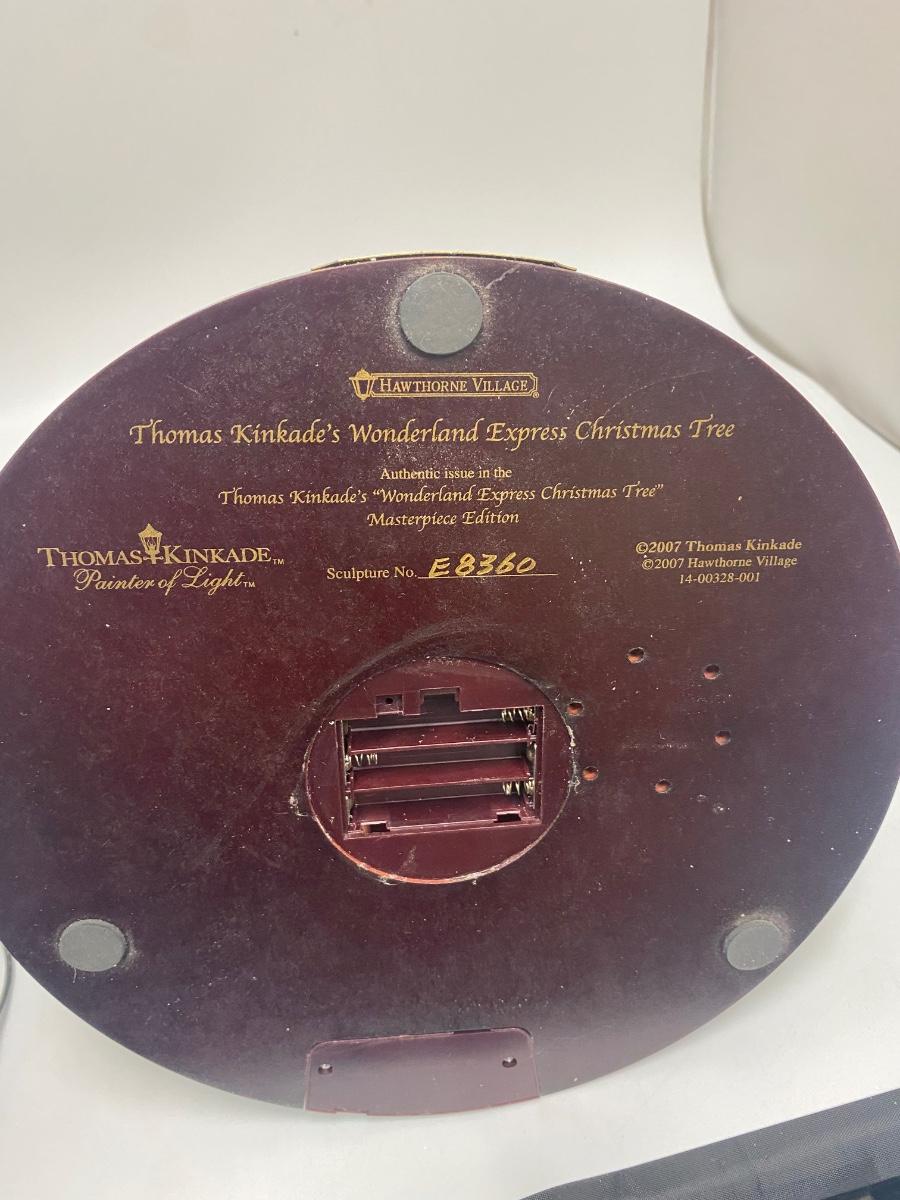 HAWTHORNE VILLAGE®
Thomas Kinkade's Wonderland Express Christmas Tree
Authentic issue in the
Thomas Kinkade's "Wonderland Express Christmas Tree"
Masterpiece Edition
THOMAS KINKADE™
Painter of Light™
Sculpture No. E8360
©2007 Thomas Kinkade
©2007 Hawthorne Village
14-00328-001